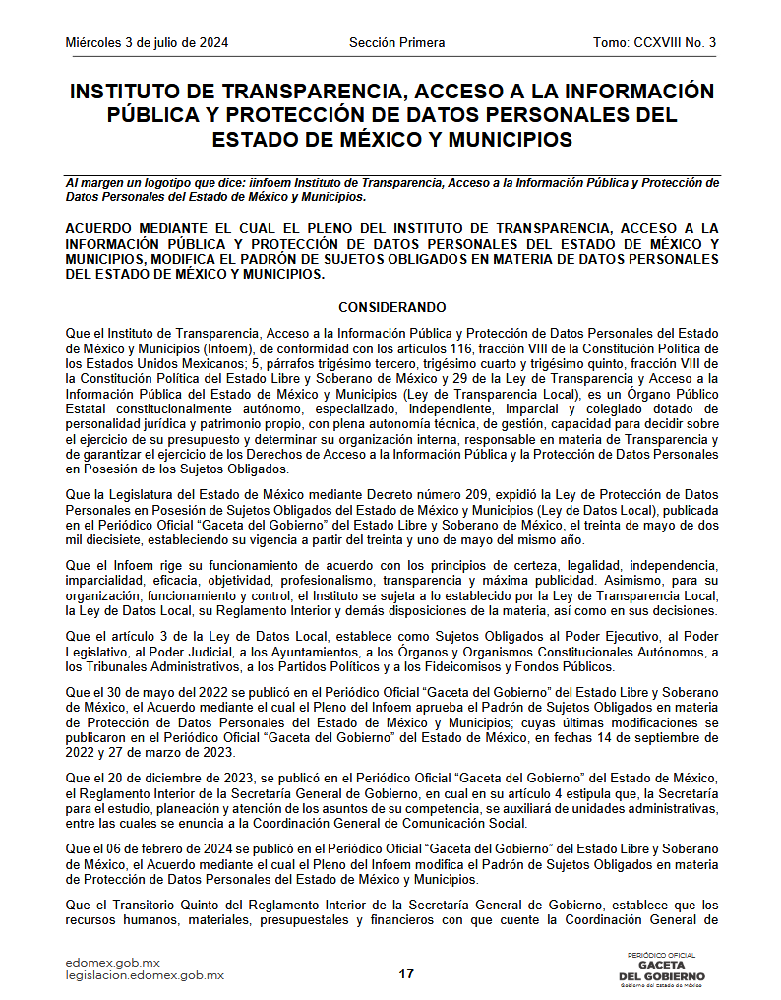 Miércoles 3 de julio de 2024 Sección Primera Tomo: CCXVIII No. 3
INSTITUTO DE TRANSPARENCIA, ACCESO A LA INFORMACIÓN
PÚBLICA Y PROTECCIÓN DE DATOS PERSONALES DEL
ESTADO DE MÉXICO Y MUNICIPIOS
Al margen un logotipo que dice: iinfoem Instituto de Transparencia, Acceso a la Información Pública y Protección de
Datos Personales del Estado de México y Municipios.
ACUERDO MEDIANTE EL CUAL EL PLENO DEL INSTITUTO DE TRANSPARENCIA, ACCESO A LA
INFORMACIÓN PÚBLICA Y PROTECCIÓN DE DATOS PERSONALES DEL ESTADO DE MÉXICO Y
MUNICIPIOS, MODIFICA EL PADRÓN DE SUJETOS OBLIGADOS EN MATERIA DE DATOS PERSONALES
DEL ESTADO DE MÉXICO Y MUNICIPIOS.
CONSIDERANDO
Que el Instituto de Transparencia, Acceso a la Información Pública y Protección de Datos Personales del Estado
de México y Municipios (Infoem), de conformidad con los artículos 116, fracción VIII de la Constitución Política de
los Estados Unidos Mexicanos; 5, párrafos trigésimo tercero, trigésimo cuarto y trigésimo quinto, fracción VIII de
la Constitución Política del Estado Libre y Soberano de México y 29 de la Ley de Transparencia y Acceso a la
Información Pública del Estado de México y Municipios (Ley de Transparencia Local), es un Órgano Público
Estatal constitucionalmente autónomo, especializado, independiente, imparcial y colegiado dotado de
personalidad jurídica y patrimonio propio, con plena autonomía técnica, de gestión, capacidad para decidir sobre
el ejercicio de su presupuesto y determinar su organización interna, responsable en materia de Transparencia y
de garantizar el ejercicio de los Derechos de Acceso a la Información Pública y la Protección de Datos Personales
en Posesión de los Sujetos Obligados.
Que la Legislatura del Estado de México mediante Decreto número 209, expidió la Ley de Protección de Datos
Personales en Posesión de Sujetos Obligados del Estado de México y Municipios (Ley de Datos Local), publicada
en el Periódico Oficial “Gaceta del Gobierno” del Estado Libre y Soberano de México, el treinta de mayo de dos
mil diecisiete, estableciendo su vigencia a partir del treinta y uno de mayo del mismo año.
Que el Infoem rige su funcionamiento de acuerdo con los principios de certeza, legalidad, independencia,
imparcialidad, eficacia, objetividad, profesionalismo, transparencia y máxima publicidad. Asimismo, para su
organización, funcionamiento y control, el Instituto se sujeta a lo establecido por la Ley de Transparencia Local,
la Ley de Datos Local, su Reglamento Interior y demás disposiciones de la materia, así como en sus decisiones.
Que el artículo 3 de la Ley de Datos Local, establece como Sujetos Obligados al Poder Ejecutivo, al Poder
Legislativo, al Poder Judicial, a los Ayuntamientos, a los Órganos y Organismos Constitucionales Autónomos, a
los Tribunales Administrativos, a los Partidos Políticos y a los Fideicomisos y Fondos Públicos.
Que el 30 de mayo del 2022 se publicó en el Periódico Oficial “Gaceta del Gobierno” del Estado Libre y Soberano
de México, el Acuerdo mediante el cual el Pleno del Infoem aprueba el Padrón de Sujetos Obligados en materia
de Protección de Datos Personales del Estado de México y Municipios; cuyas últimas modificaciones se
publicaron en el Periódico Oficial “Gaceta del Gobierno” del Estado de México, en fechas 14 de septiembre de
2022 y 27 de marzo de 2023.
Que el 20 de diciembre de 2023, se publicó en el Periódico Oficial “Gaceta del Gobierno” del Estado de México,
el Reglamento Interior de la Secretaría General de Gobierno, en cual en su artículo 4 estipula que, la Secretaría
para el estudio, planeación y atención de los asuntos de su competencia, se auxiliará de unidades administrativas,
entre las cuales se enuncia a la Coordinación General de Comunicación Social.
Que el 06 de febrero de 2024 se publicó en el Periódico Oficial “Gaceta del Gobierno” del Estado Libre y Soberano
de México, el Acuerdo mediante el cual el Pleno del Infoem modifica el Padrón de Sujetos Obligados en materia
de Protección de Datos Personales del Estado de México y Municipios.
Que el Transitorio Quinto del Reglamento Interior de la Secretaría General de Gobierno, establece que los
recursos humanos, materiales, presupuestales y financieros con que cuente la Coordinación General de
edomex.gob.mx
legislacion.edomex.gob.mx
17
PERIÓDICO OFICIAL
GACETA
DEL GOBIERNO
Gobierno del Estado de México